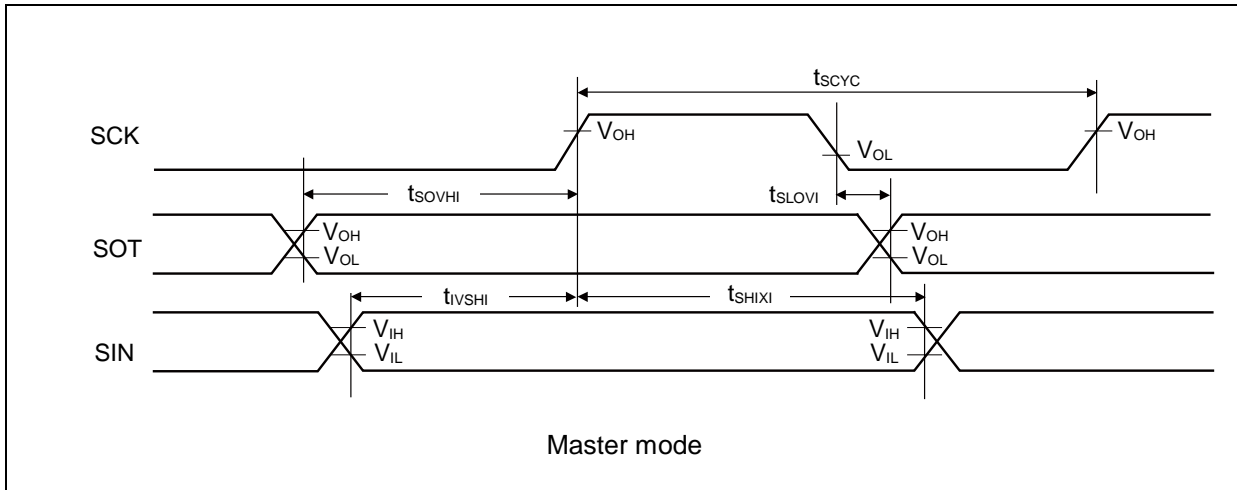 tSCYC
SCK
VOH
VOL
VOH
tSOVHI
tSLOVI
SOT
VOH
VOL
VOH
VOL
tIVSHI
tSHIXI
SIN
VIH
VIL
VIH
VIL
Master mode